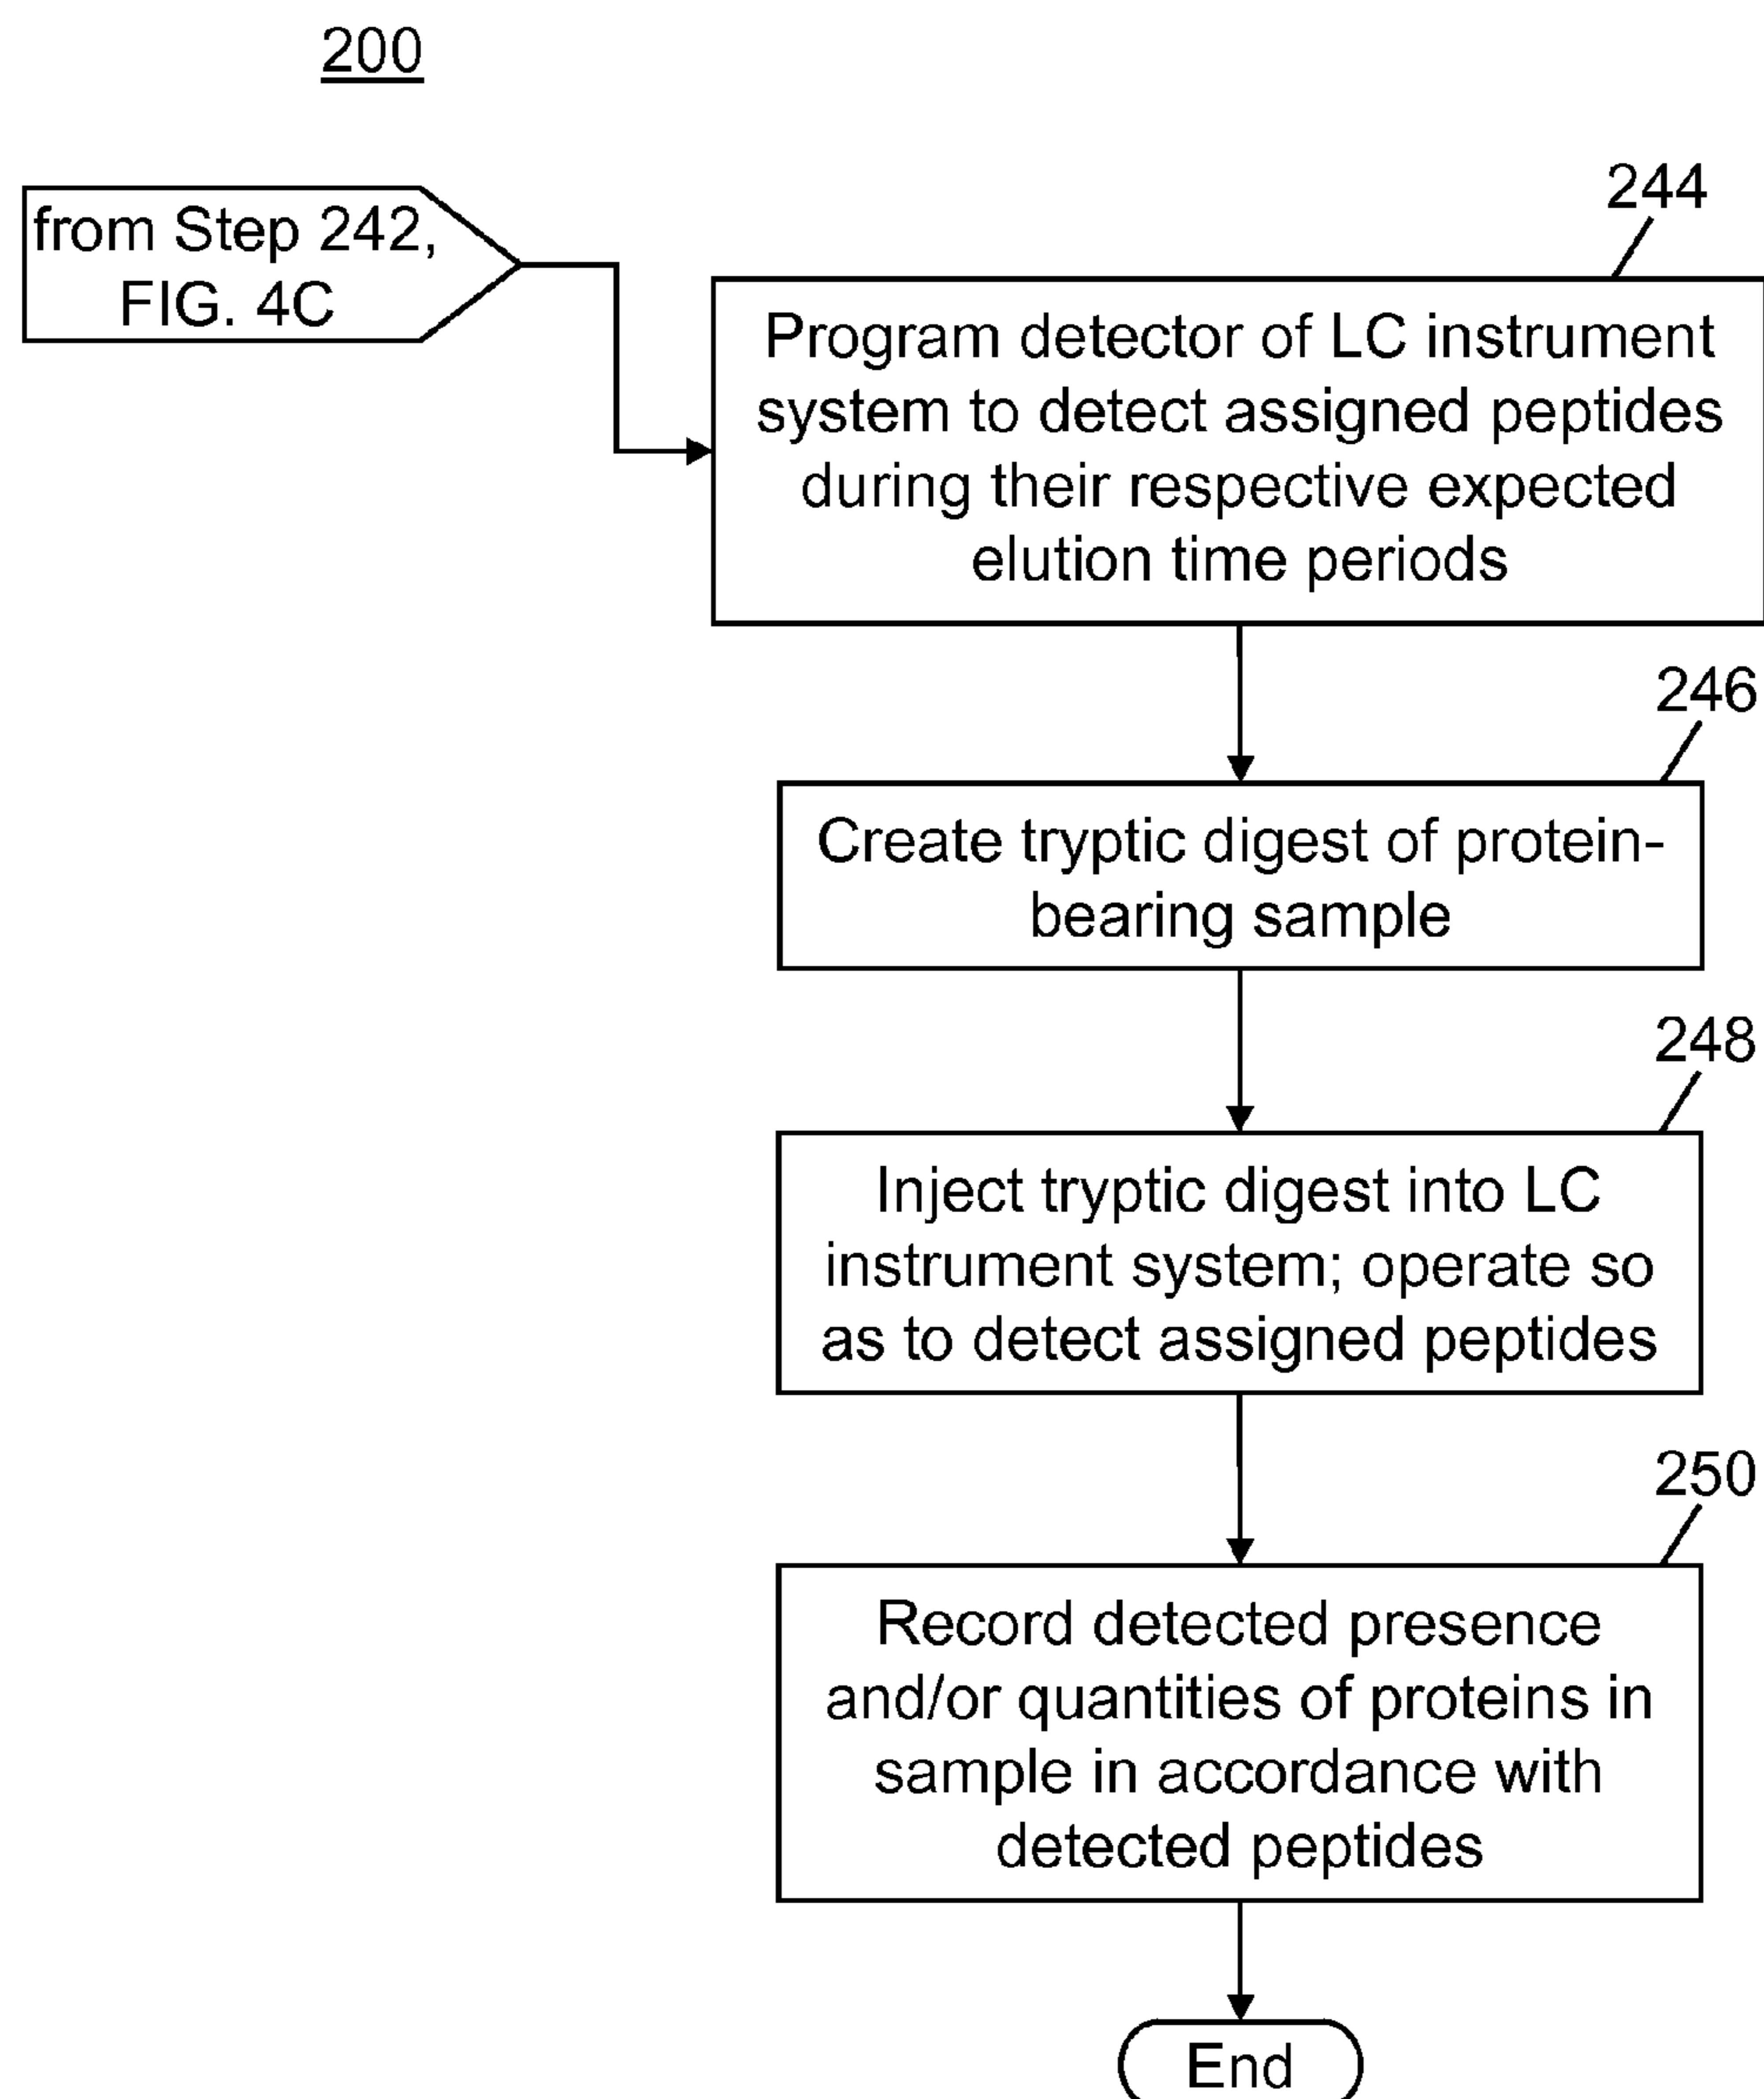 200
from Step 242,
FIG. 4C
244
Program detector of LC instrument
system to detect assigned peptides
during their respective expected
elution time periods
246
Create tryptic digest of protein-
bearing sample
248
Inject tryptic digest into LC
instrument system; operate so
as to detect assigned peptides
250
Record detected presence
and/or quantities of proteins in
sample in accordance with
detected peptides
End